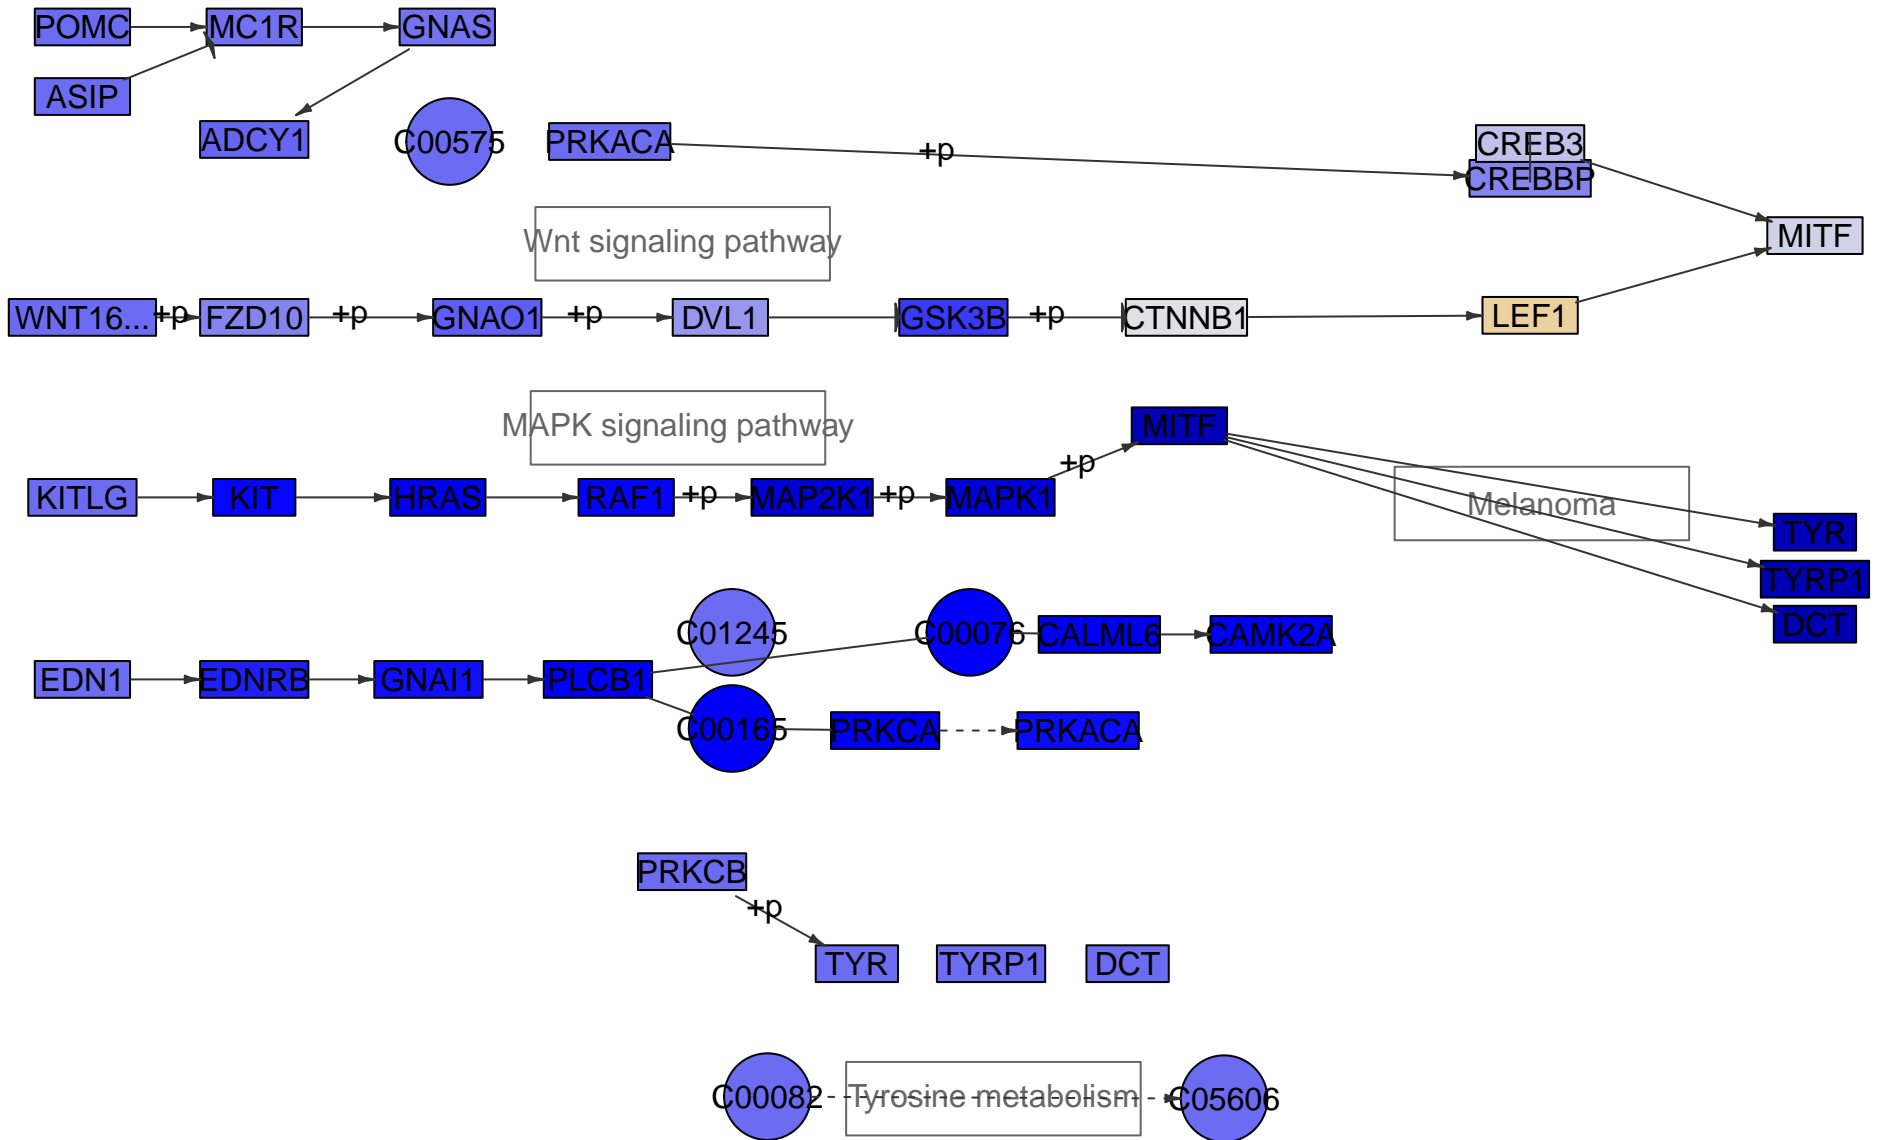 POMC
MC1R
GNAS
ASIP
ADCY1
C00575
PRKACA
+p
CREB3
CREBBP
Wnt signaling pathway
MITF
WNT16...
+p
FZD10
+p
GNAO1
+p
DVL1
GSK3B
+p
CTNNB1
LEF1
MAPK signaling pathway
MITF
+p
KITLG
KIT
HRAS
RAF1
+p
MAP2K1
+p
MAPK1
Melanoma
TYR
TYRP1
DCT
C01245
C00076
CALML6
CAMK2A
EDN1
EDNRB
GNAI1
PLCB1
C00165
PRKCA
PRKACA
PRKCB
+p
TYR
TYRP1
DCT
C00082
Tyrosine metabolism
C05606